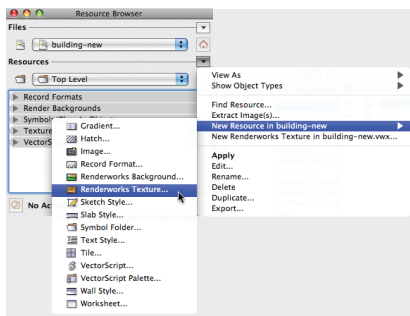 Resource Browser
Files
building-new
Resources
Top Level
Record Formats
Render Backgrounds
Textur
VectorS
No Ac
View As
Show Object Types
Find Resource...
Extract Image(s)...
New Resource in building-new
New Renderworks Texture in building-new.vwx...
Apply
Edit...
Rename...
Delete
Duplicate...
Export...
Gradient...
Hatch...
Image...
Record Format...
Renderworks Background...
Renderworks Texture...
Sketch Style...
Slab Style...
Symbol Folder...
Text Style...
Tile...
VectorScript...
VectorScript Palette...
Wall Style...
Worksheet...